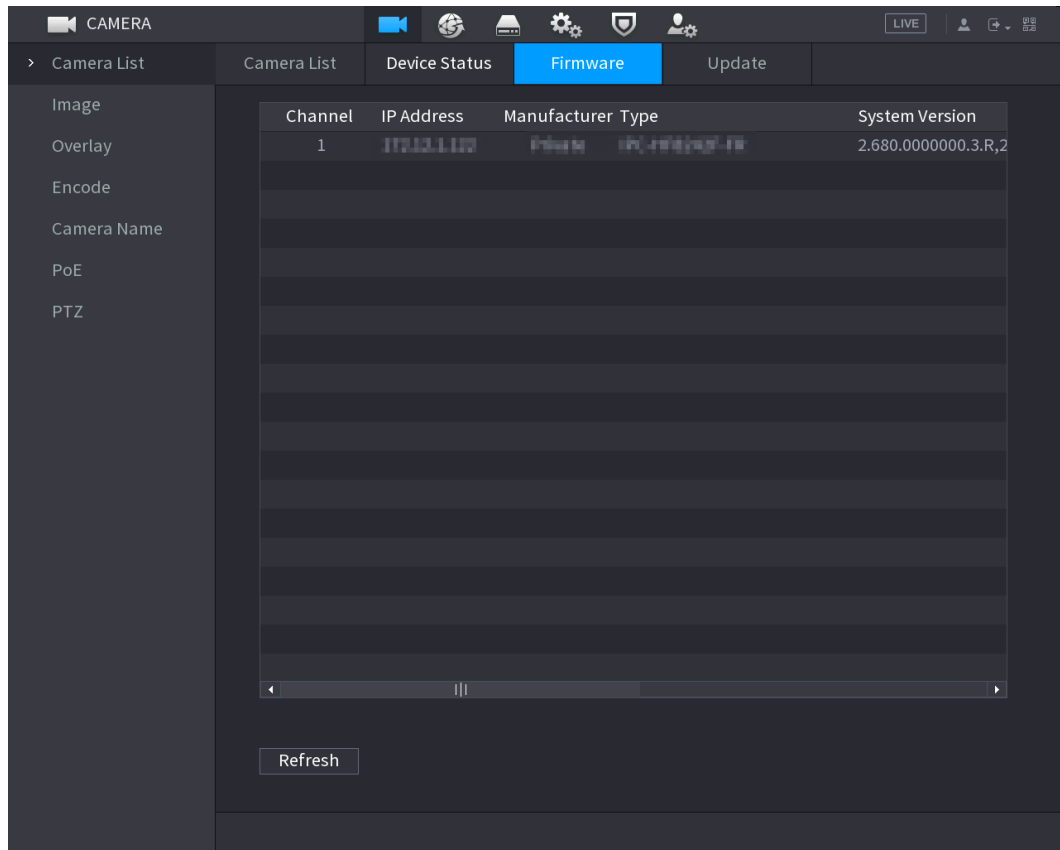 CAMERA LIVE
Camera List Camera List Device Status Firmware Update
Image
Overlay
Encode
Camera Name
PoE
PTZ
Channel IP Address Manufacturer Type System Version
1 2.680.0000000.3.R,2
Refresh